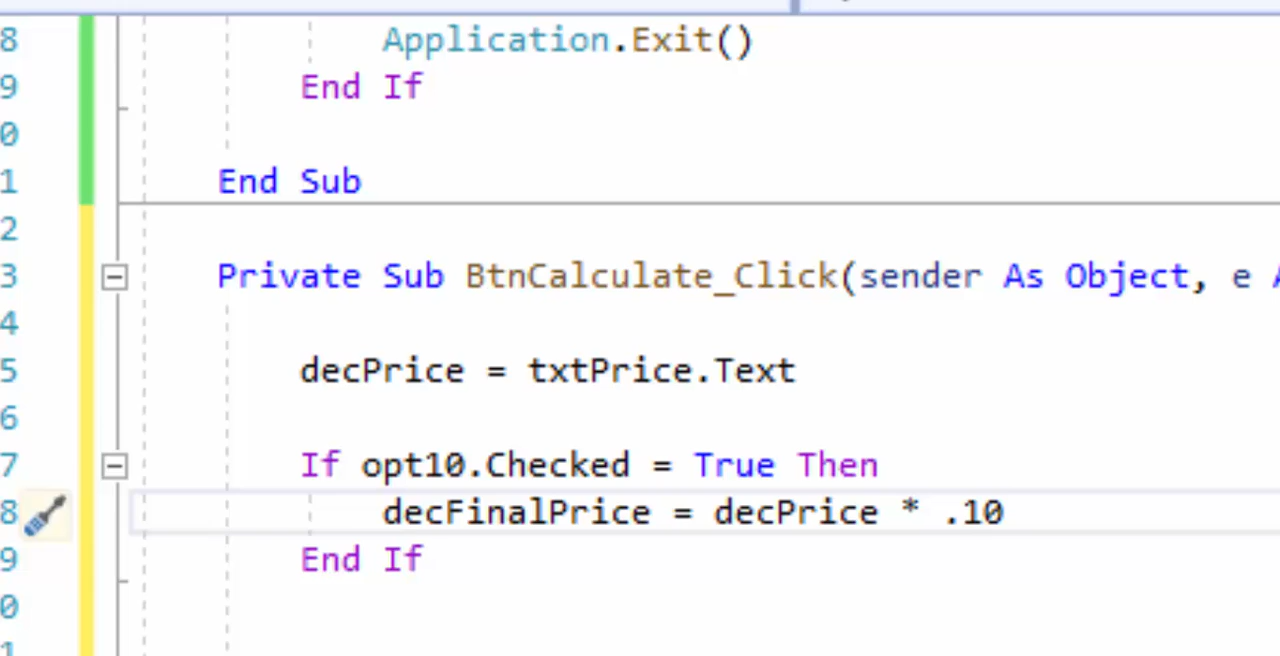 8 Application.Exit()
9 End If
0
1 End Sub
2
3 Private Sub BtnCalculate_Click(sender As Object, e
4
5 decPrice = txtPrice.Text
6
7 If opt10.Checked = True Then
8 decFinalPrice = decPrice * .10
9 End If
0
1